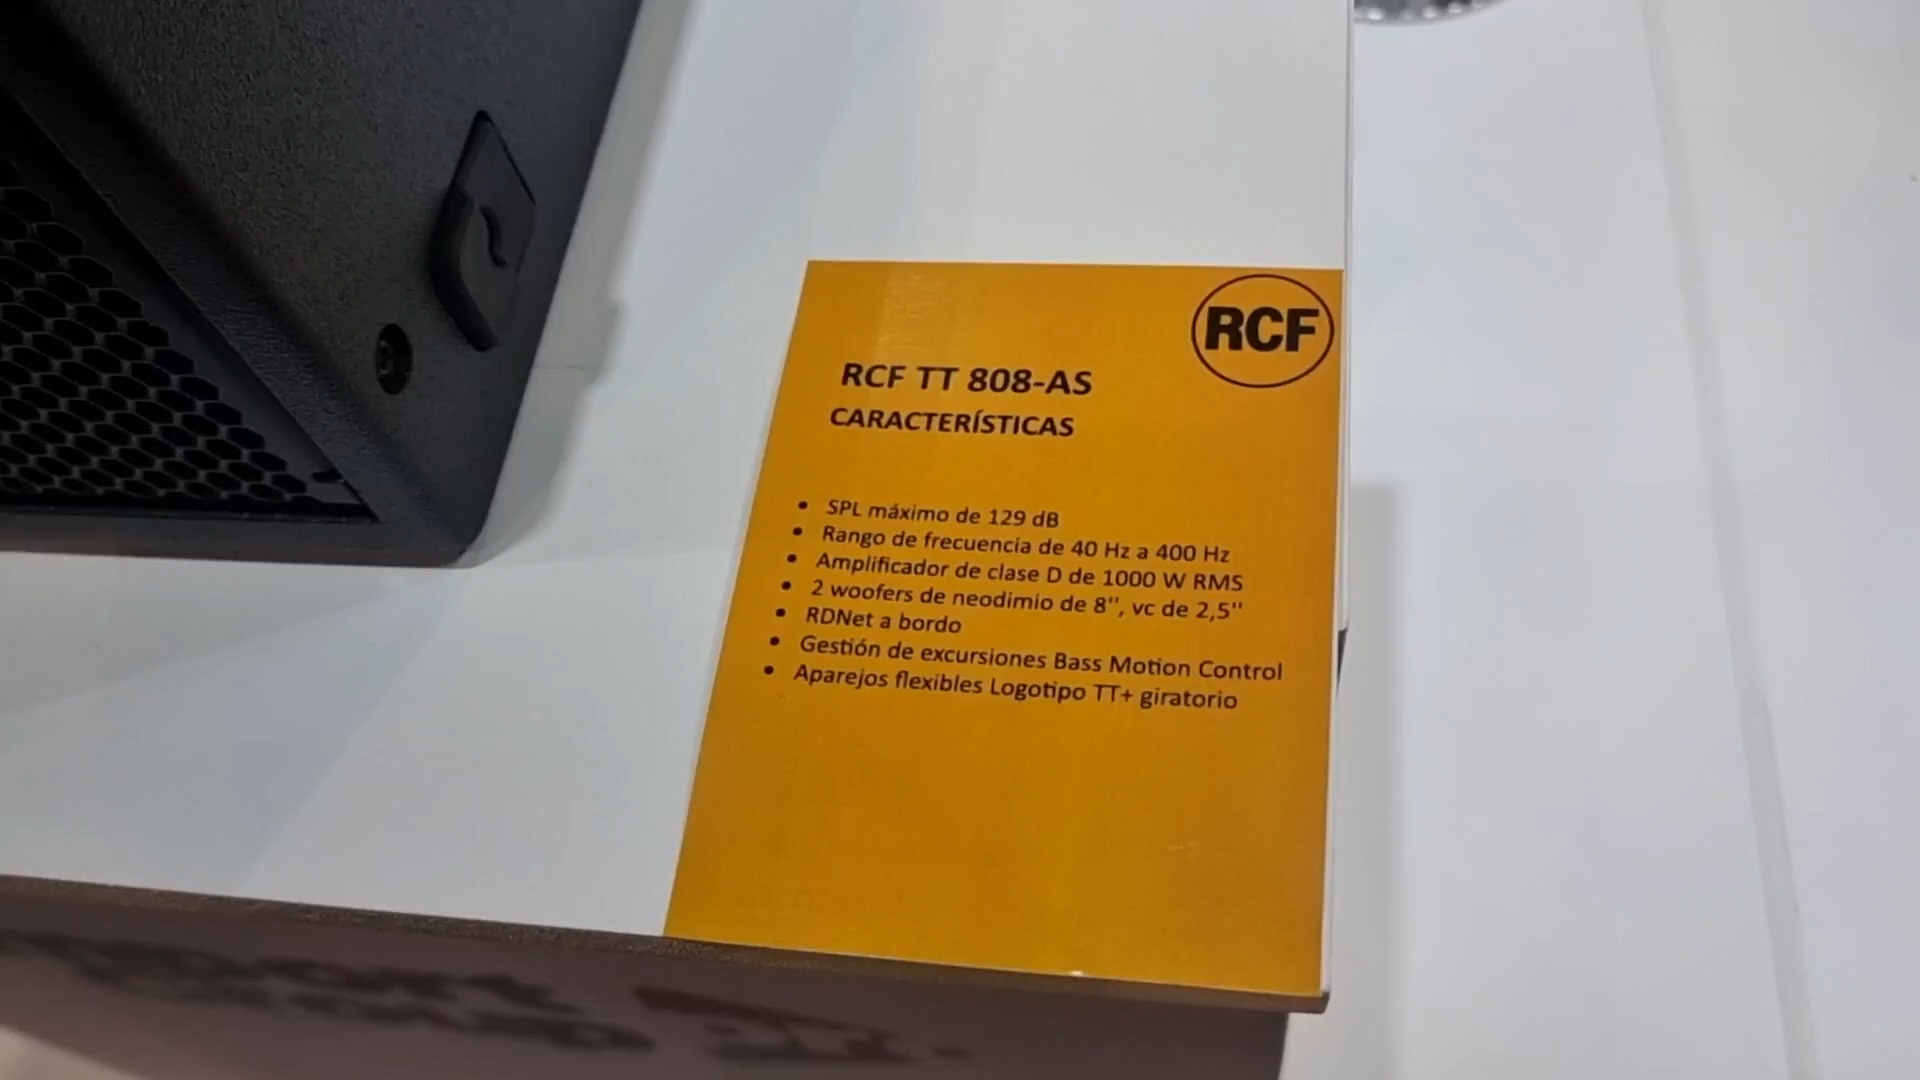 RCF
RCF TT 808-AS
CARACTERÍSTICAS
• SPL máximo de 129 dB
• Rango de frecuencia de 40 Hz a 400 Hz
• Amplificador de clase D de 1000 W RMS
• 2 woofers de neodimio de 8'', vc de 2,5''
• RDNet a bordo
• Gestión de excursiones Bass Motion Control
• Aparejos flexibles Logotipo TT+ giratorio